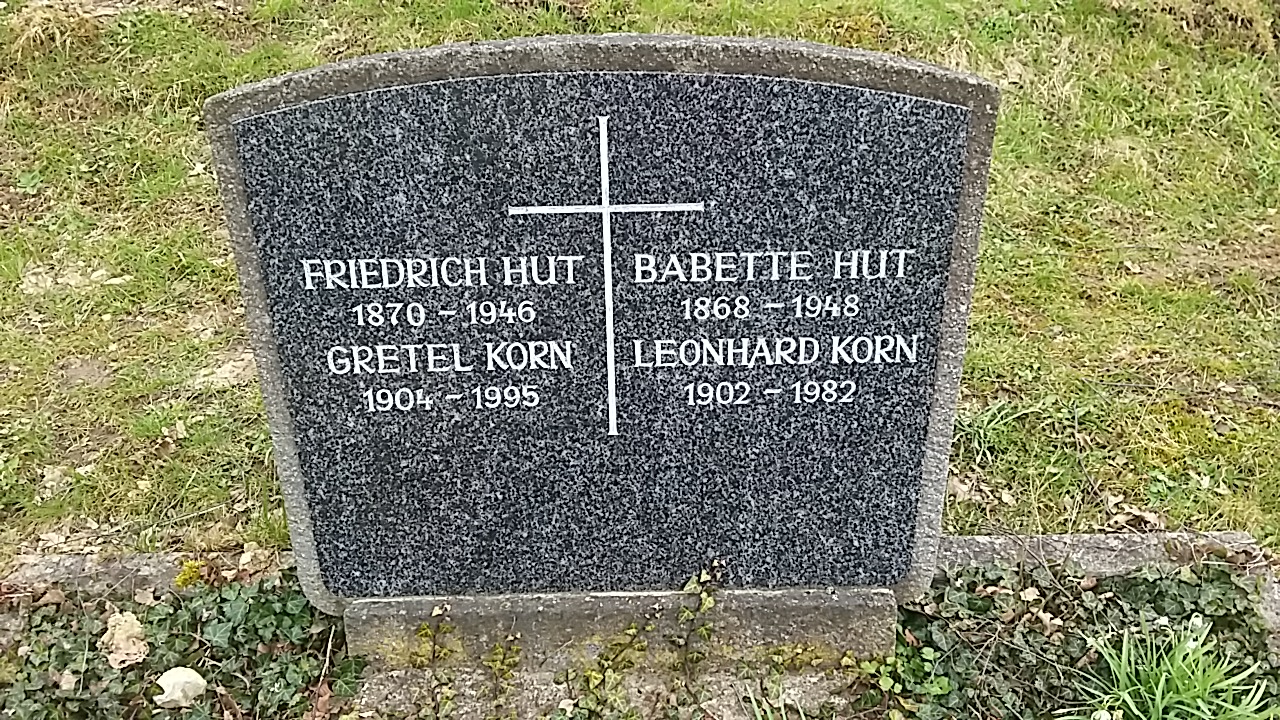 FRIEDRICH HUT
1870 – 1946
GRETEL KORN
1904 – 1995
BABETTE HUT
1868 – 1948
LEONHARD KORN
1902 – 1982